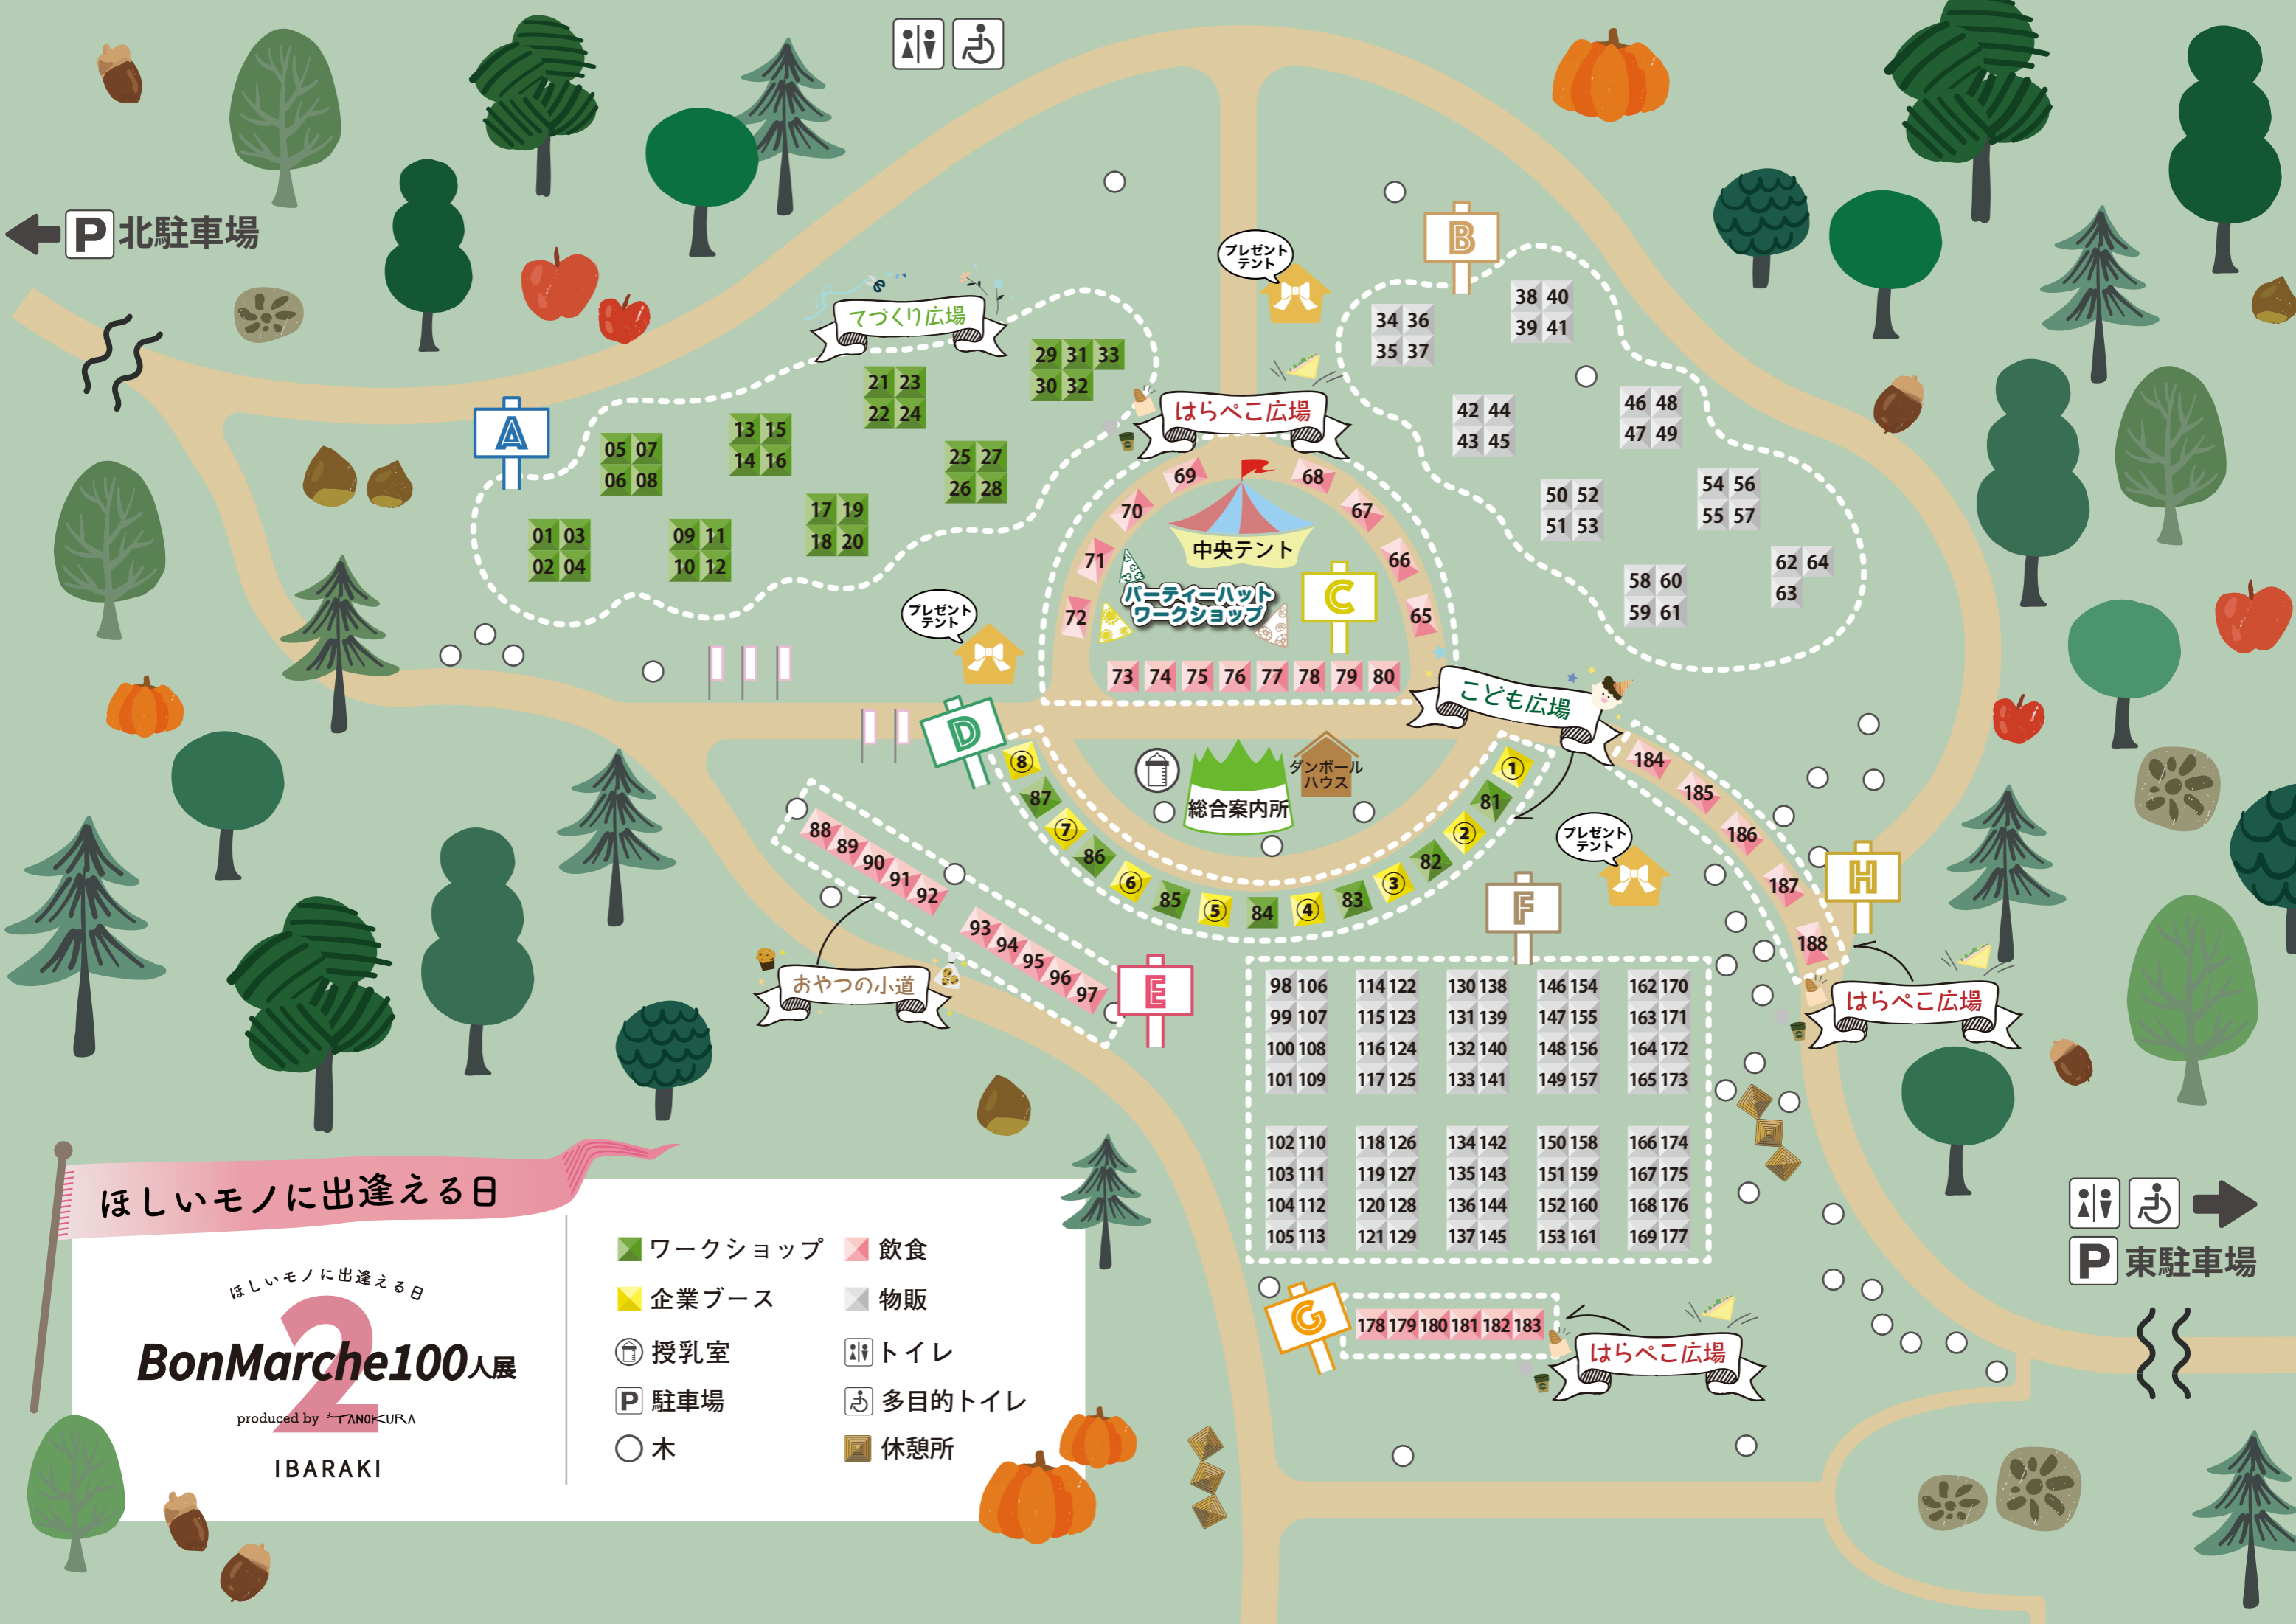 北駐車場
プレゼント
テント
B
てづくり広場
A
はらぺこ広場
29 31 33
30 32
21 23
22 24
13 15
14 16
05 07
06 08
25 27
26 28
17 19
18 20
01 03
02 04
09 11
10 12
34 36
35 37
38 40
39 41
42 44
43 45
46 48
47 49
50 52
51 53
54 56
55 57
58 60
59 61
62 64
63
69
68
70
67
71
66
72
65
中央テント
パーティーハット
ワークショップ
C
73 74 75 76 77 78 79 80
プレゼント
テント
D
こども広場
総合案内所
ダンボール
ハウス
⑧
87
⑦
86
⑥
85
⑤
84
④
83
③
82
②
81
①
184
185
186
187
188
H
はらぺこ広場
プレゼント
テント
F
88
89
90
91
92
93
94
95
96
97
E
おやつの小道
98 106 114 122 130 138 146 154 162 170
99 107 115 123 131 139 147 155 163 171
100 108 116 124 132 140 148 156 164 172
101 109 117 125 133 141 149 157 165 173
102 110 118 126 134 142 150 158 166 174
103 111 119 127 135 143 151 159 167 175
104 112 120 128 136 144 152 160 168 176
105 113 121 129 137 145 153 161 169 177
G
178 179 180 181 182 183
はらぺこ広場
P 東駐車場
ほしいモノに出逢える日
ほしいモノに出逢える日
2
BonMarche100人展
produced by TANOKURA
IBARAKI
ワークショップ
飲食
企業ブース
物販
授乳室
トイレ
P 駐車場
多目的トイレ
木
休憩所